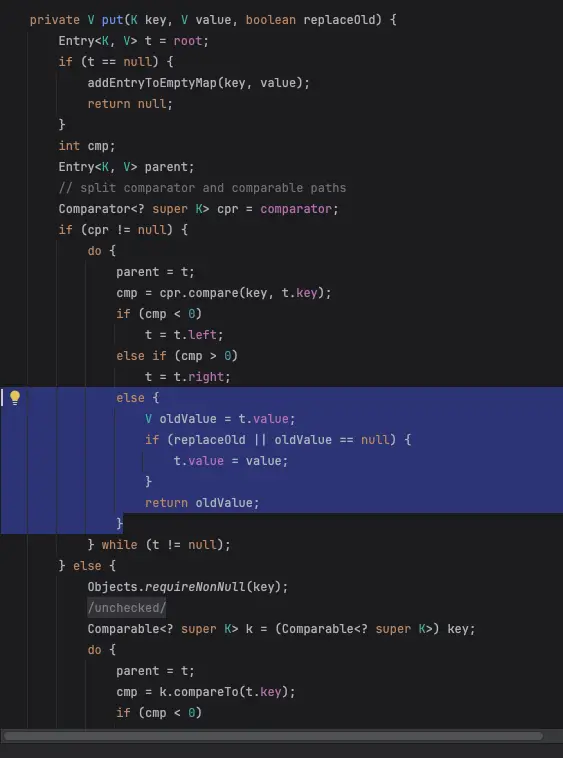 private V put(K key, V value, boolean replaceOld) {
Entry<K, V> t = root;
if (t == null) {
addEntryToEmptyMap(key, value);
return null;
}
int cmp;
Entry<K, V> parent;
// split comparator and comparable paths
Comparator<? super K> cpr = comparator;
if (cpr != null) {
do {
parent = t;
cmp = cpr.compare(key, t.key);
if (cmp < 0)
t = t.left;
else if (cmp > 0)
t = t.right;
else {
V oldValue = t.value;
if (replaceOld || oldValue == null) {
t.value = value;
}
return oldValue;
}
} while (t != null);
} else {
Objects.requireNonNull(key);
/unchecked/
Comparable<? super K> k = (Comparable<? super K>) key;
do {
parent = t;
cmp = k.compareTo(t.key);
if (cmp < 0)